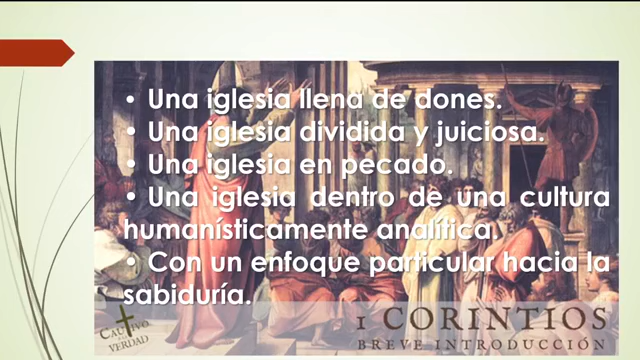 • Una iglesia llena de dones.
• Una iglesia dividida y juiciosa.
• Una iglesia en pecado.
• Una iglesia dentro de una cultura
humanísticamente analítica.
• Con un enfoque particular hacia la
sabiduría.
1 CORINTIOS
BREVE INTRODUCCIÓN
CAUTIVO
VERDAD